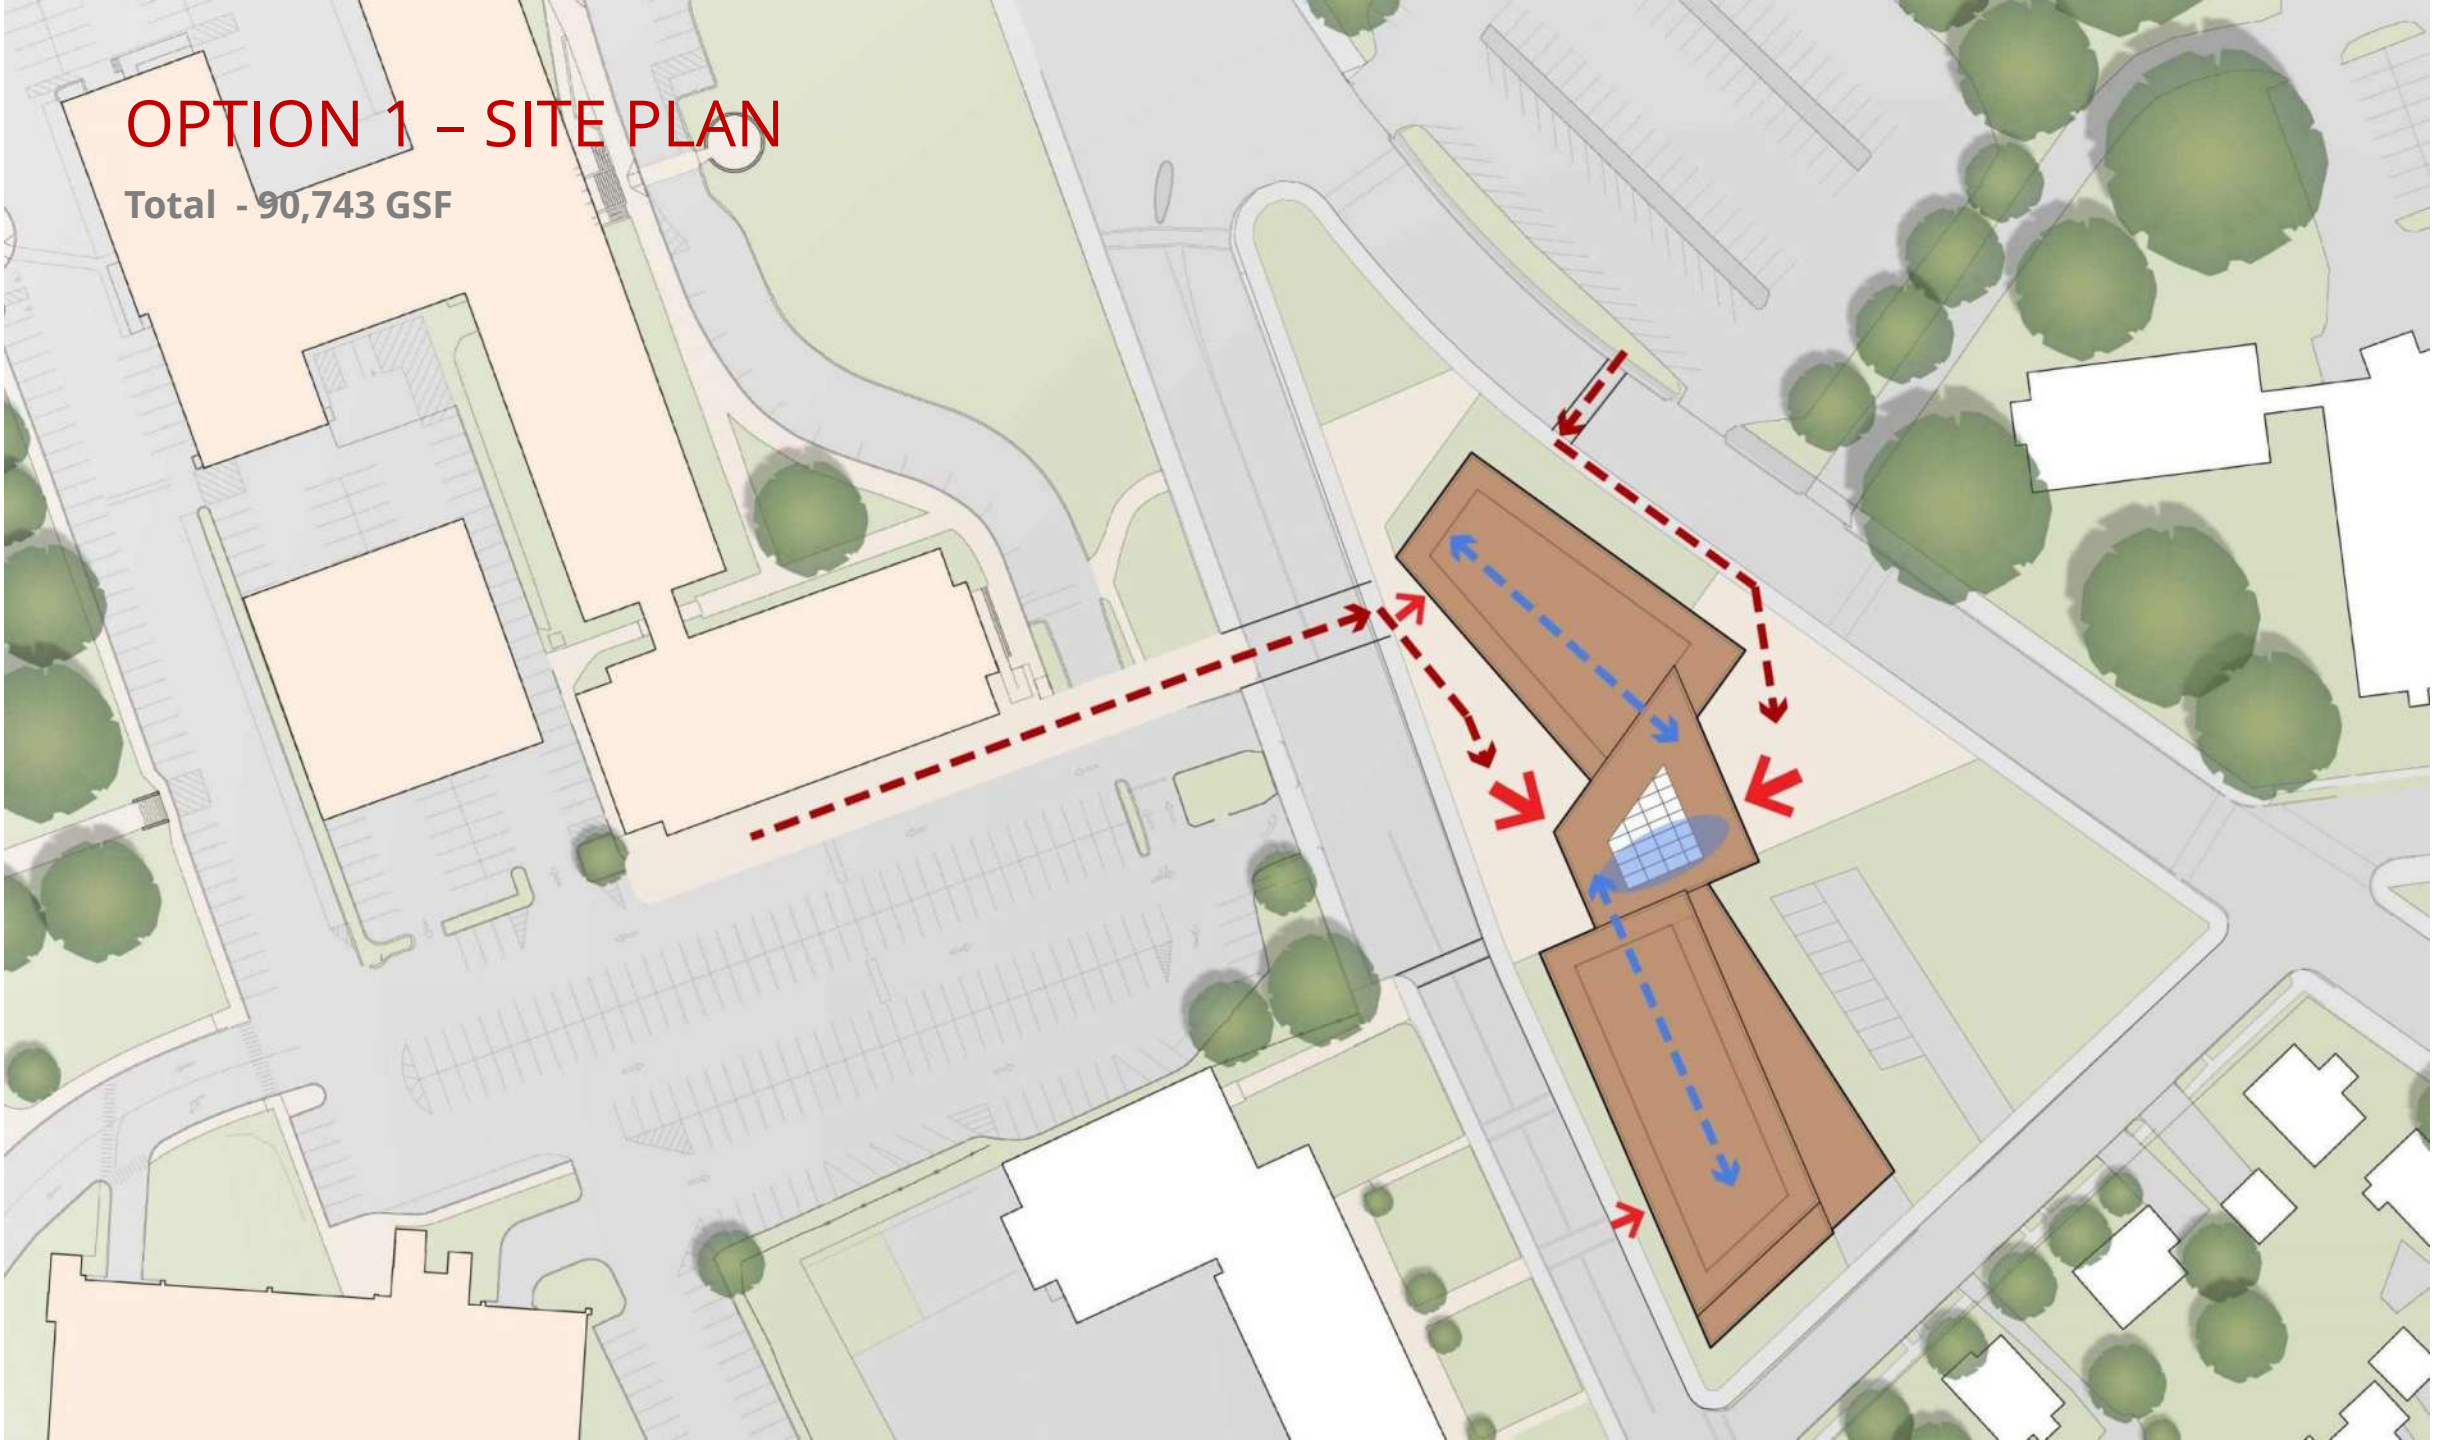 OPTION 1 – SITE PLAN
Total - 90,743 GSF